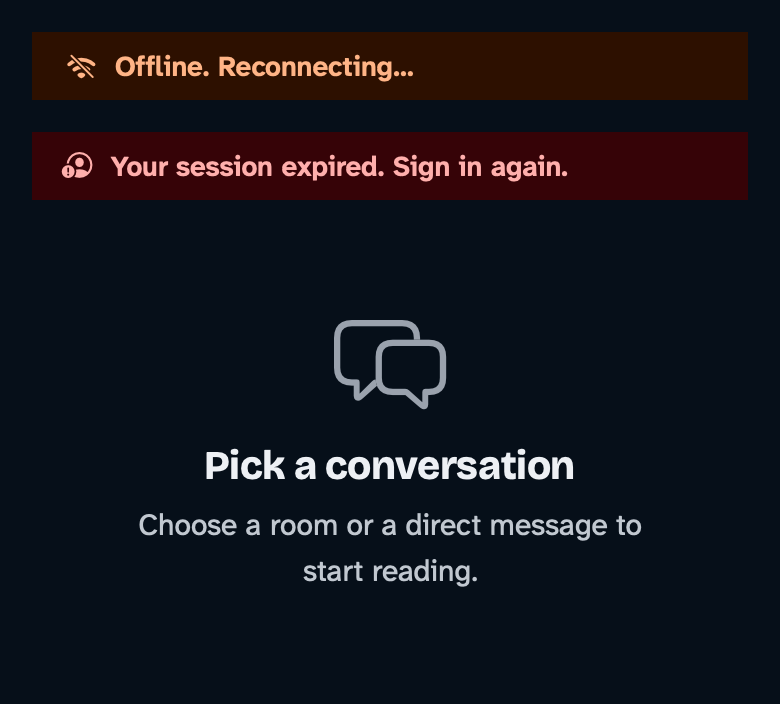 Offline. Reconnecting...
Your session expired. Sign in again.
Pick a conversation
Choose a room or a direct message to
start reading.